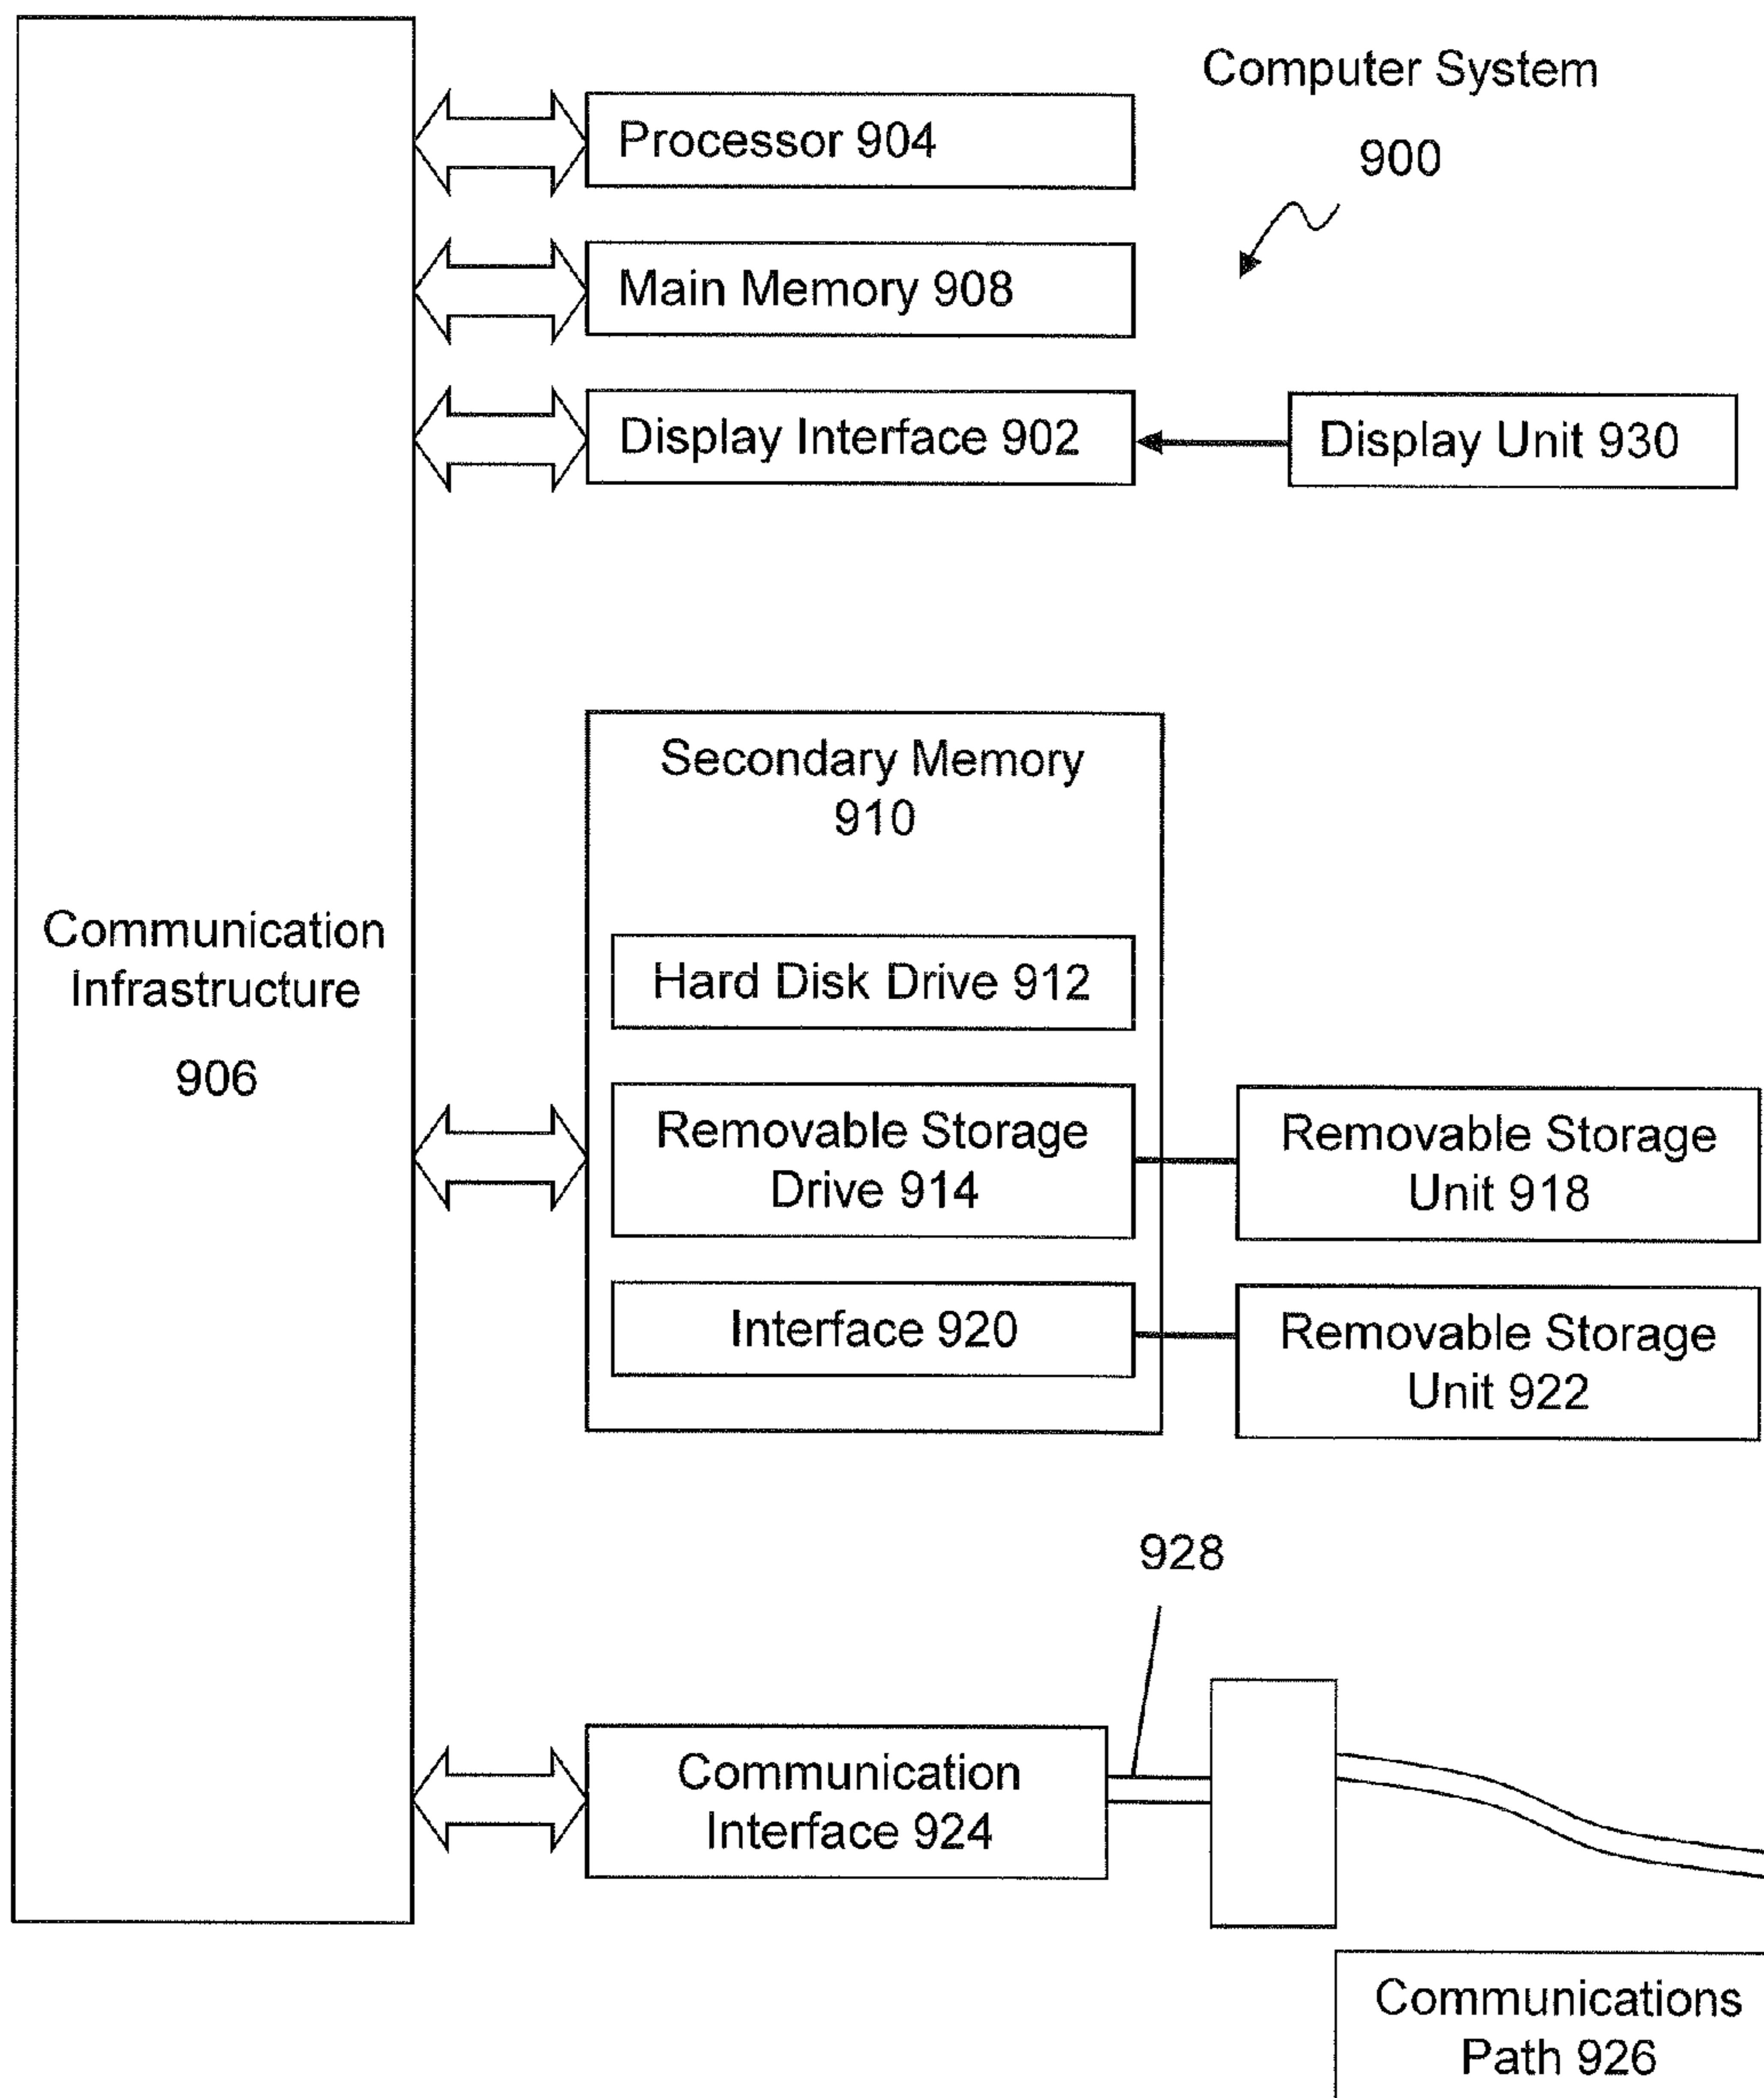 Computer System
900
Processor 904
Main Memory 908
Display Interface 902
Display Unit 930
Communication
Infrastructure
906
Secondary Memory
910
Hard Disk Drive 912
Removable Storage
Drive 914
Removable Storage
Unit 918
Interface 920
Removable Storage
Unit 922
928
Communication
Interface 924
Communications
Path 926